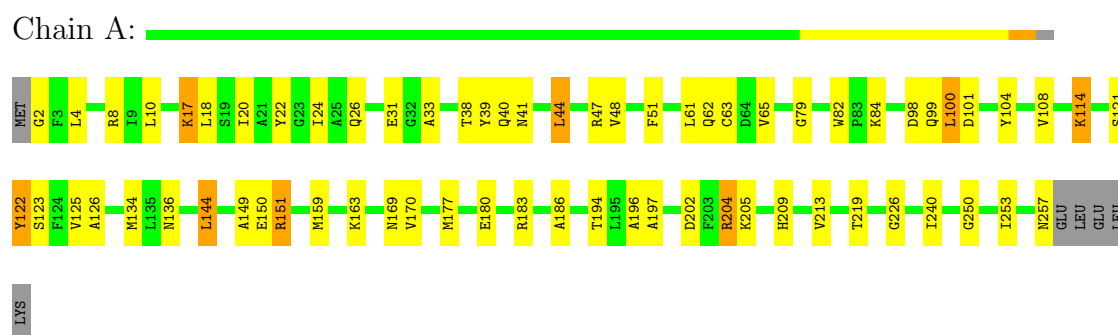 Chain A:
MET G2 F3 L4 R8 I9 L10 K17 L18 S19 I20 A21 Y22 G23 I24 A25 Q26 E31 G32 A33 T38 Y39 Q40 N41 L44 R47 V48 F51 L61 Q62 C63 D64 V65 G79 W82 P83 K84 D98 Q99 L100 D101 Y104 V108 K114 S121
Y122 S123 F124 V125 A126 M134 L135 N136 L144 A149 E150 R151 M159 K163 N169 V170 M177 E180 R183 A186 T194 L195 A196 A197 D202 F203 R204 K205 H209 V213 T219 G226 I240 G250 I253 N257 GLU LEU GLU LEU
LYS